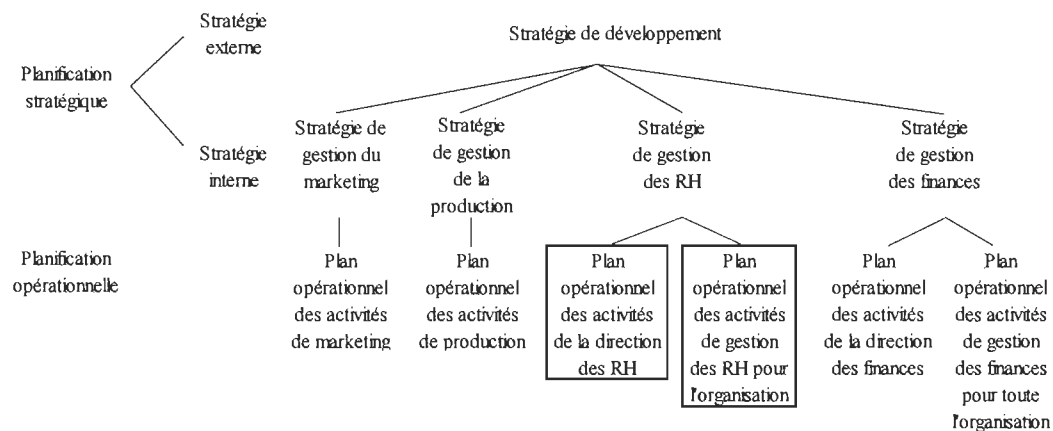 Stratégie
externe
Stratégie de développement
Planification
stratégique
Stratégie
interne
Stratégie de
gestion du
marketing
Stratégie
de gestion
de la
production
Stratégie
de gestion
des RH
Stratégie
de gestion
des finances
Planification
opérationnelle
Plan
opérationnel
des activités
de marketing
Plan
opérationnel
des activités
de production
Plan
opérationnel
des activités
de la direction
des RH
Plan
opérationnel
des activités
de gestion
des RH pour
l'organisation
Plan
opérationnel
des activités
de la direction
des finances
Plan
opérationnel
des activités
de gestion
des finances
pour toute
l'organisation